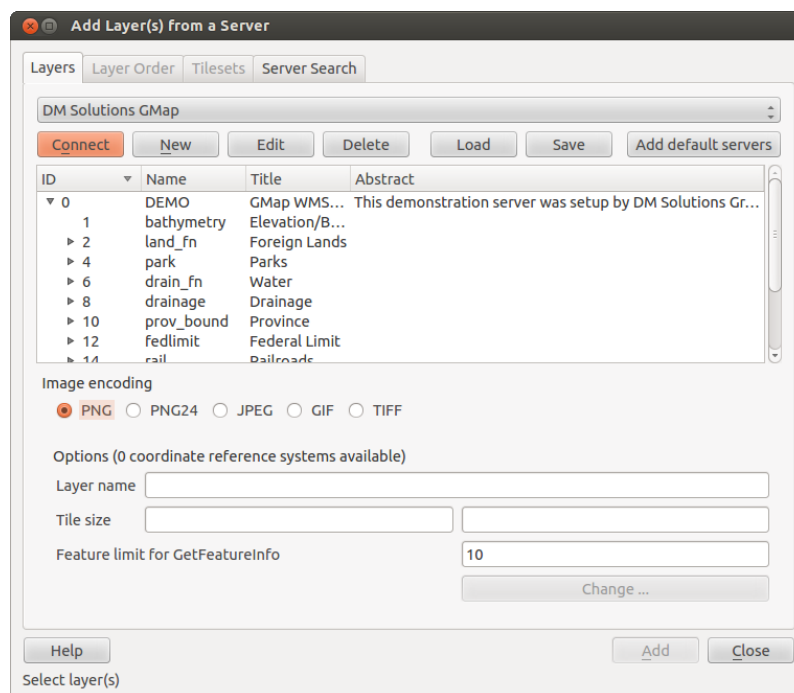 Add Layer(s) from a Server
Layers Layer Order Tilesets Server Search
DM Solutions GMap
Connect New Edit Delete Load Save Add default servers
ID Name Title Abstract
0 DEMO GMap WMS... This demonstration server was setup by DM Solutions Gr...
1 bathymetry Elevation/B...
2 land_fn Foreign Lands
4 park Parks
6 drain_fn Water
8 drainage Drainage
10 prov_bound Province
12 fedlimit Federal Limit
14 rail Railroads
Image encoding
PNG PNG24 JPEG GIF TIFF
Options (0 coordinate reference systems available)
Layer name
Tile size
Feature limit for GetFeatureInfo 10
Change ...
Help Add Close
Select layer(s)